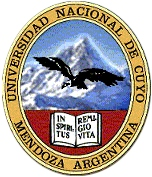 UNIVERSIDAD NACIONAL DE CUYO
IN SPIRITUS REMIGIO VITA
MENDOZA ARGENTINA